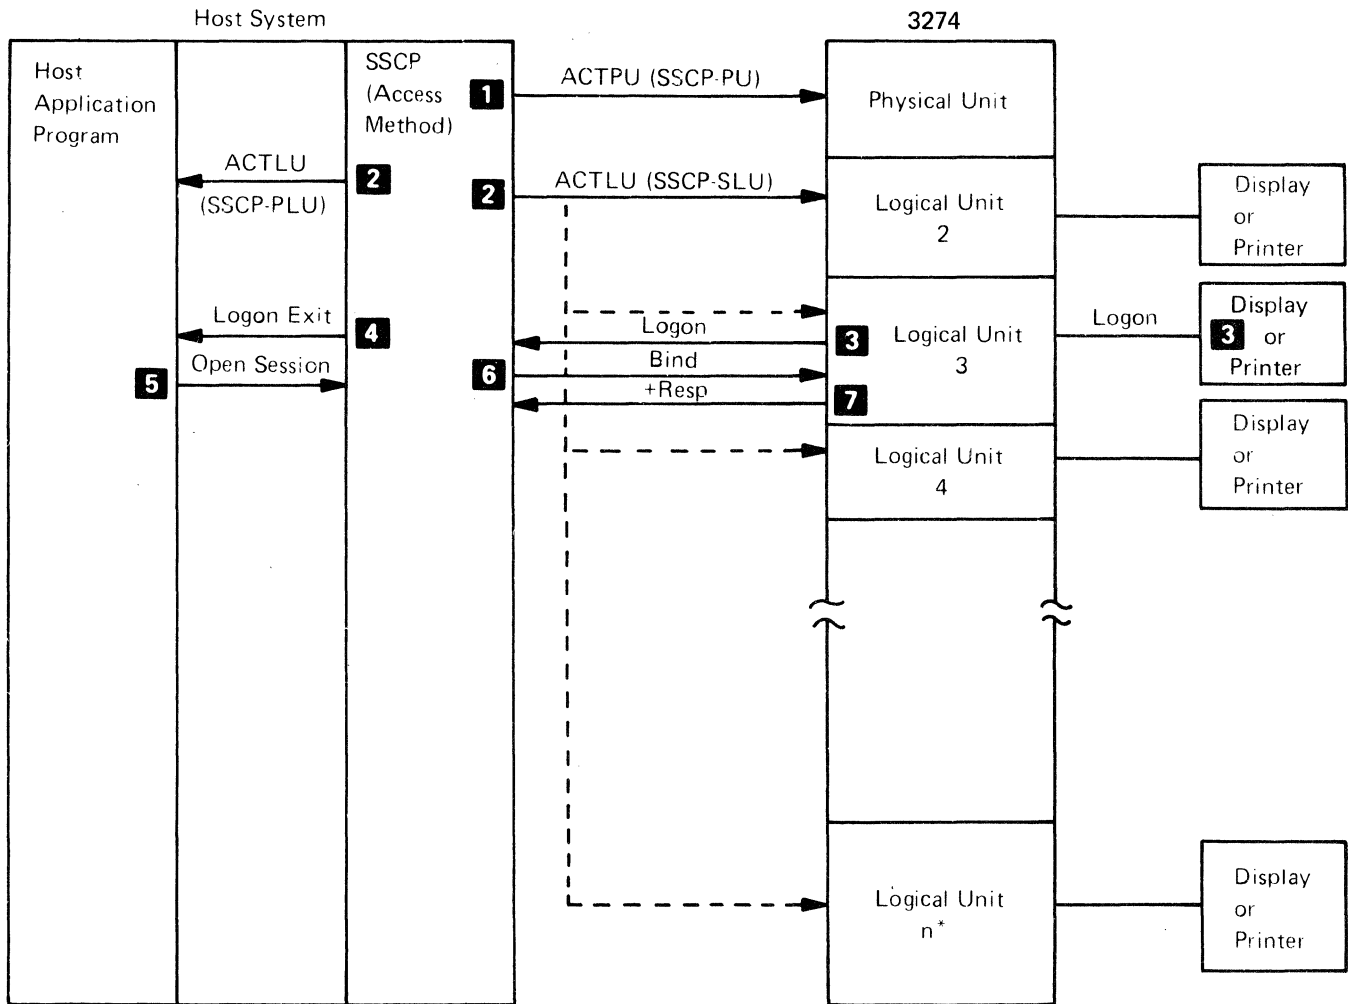 Host System
3274
Host
Application
Program
SSCP
(Access
Method)
1
ACTPU (SSCP-PU)
Physical Unit
ACTLU
(SSCP-PLU)
2
2
ACTLU (SSCP-SLU)
Logical Unit
2
Display
or
Printer
Logon Exit
4
Open Session
5
Logon
3
Bind
6
+Resp
7
Logical Unit
3
Logon
Display
3 or
Printer
Logical Unit
4
Display
or
Printer
Logical Unit
n*
Display
or
Printer